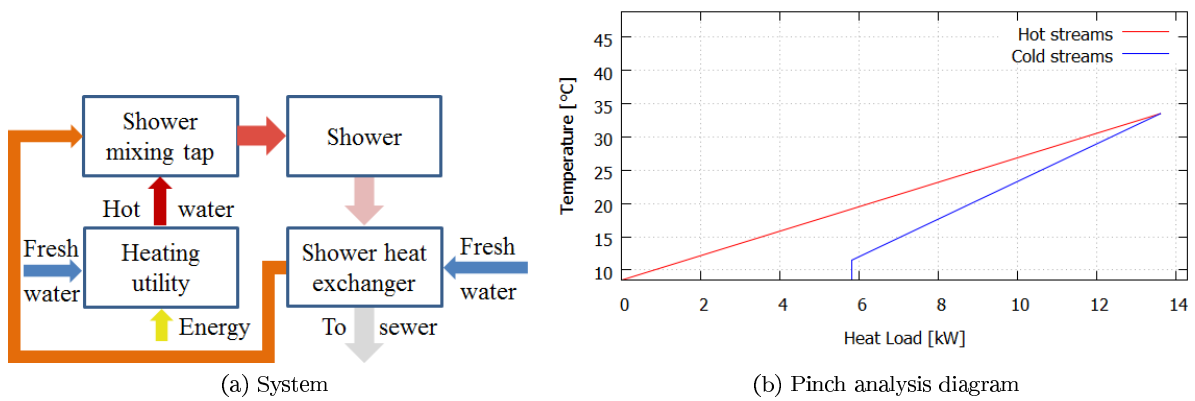 Shower
mixing tap
Shower
Hot water
Fresh
water
Heating
utility
Shower heat
exchanger
Fresh
water
Energy
To sewer
(a) System
Hot streams
Cold streams
Temperature [°C]
45
40
35
30
25
20
15
10
0 2 4 6 8 10 12 14
Heat Load [kW]
(b) Pinch analysis diagram